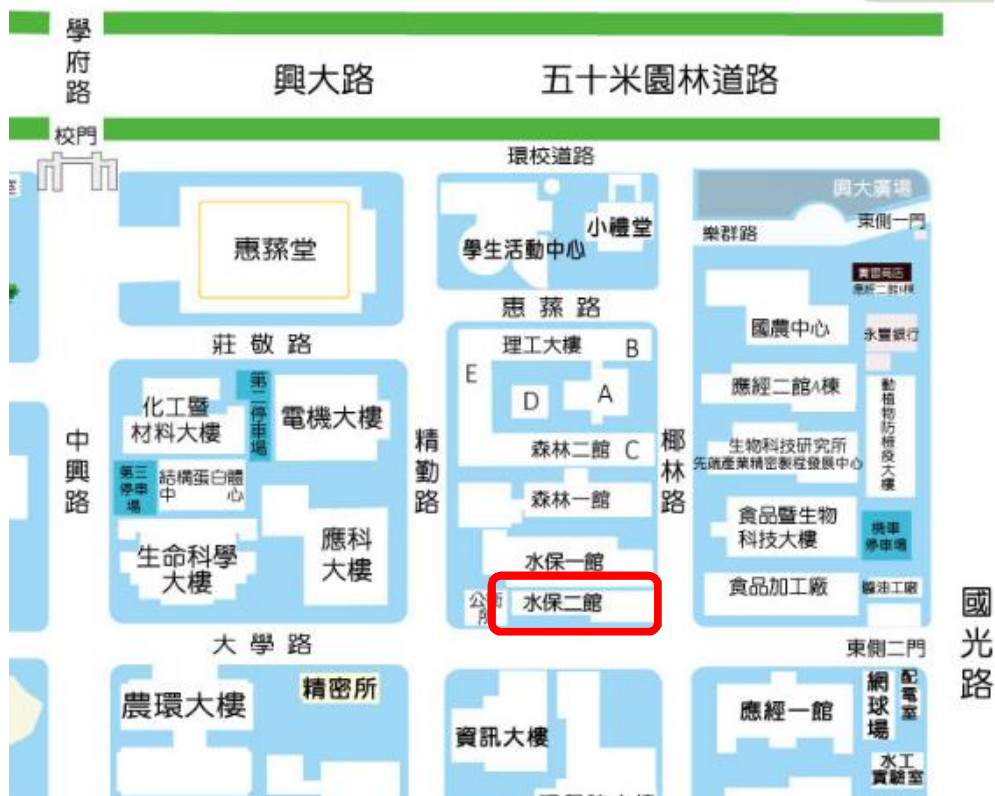 學府路
興大路
五十米園林道路
校門
環校道路
惠蓀堂
學生活動中心
小禮堂
興大廣場
樂群路
東側一門
惠蓀路
國農中心
永豐銀行
莊敬路
理工大樓
B
E
D
A
應經二館A棟
動植物防檢疫大樓
化工暨
材料大樓
第二停車場
電機大樓
中興路
精勤路
森林二館 C
椰林路
生物科技研究所
先端產業精密製程發展中心
第三
停車
場
結構蛋白體
中心
森林一館
食品暨生物
科技大樓
機車
停車場
生命科學
大樓
應科
大樓
水保一館
水保二館
食品加工廠
醬油工廠
國光路
大學路
東側二門
農環大樓
精密所
資訊大樓
應經一館
網球場
配電室
水工
實驗室